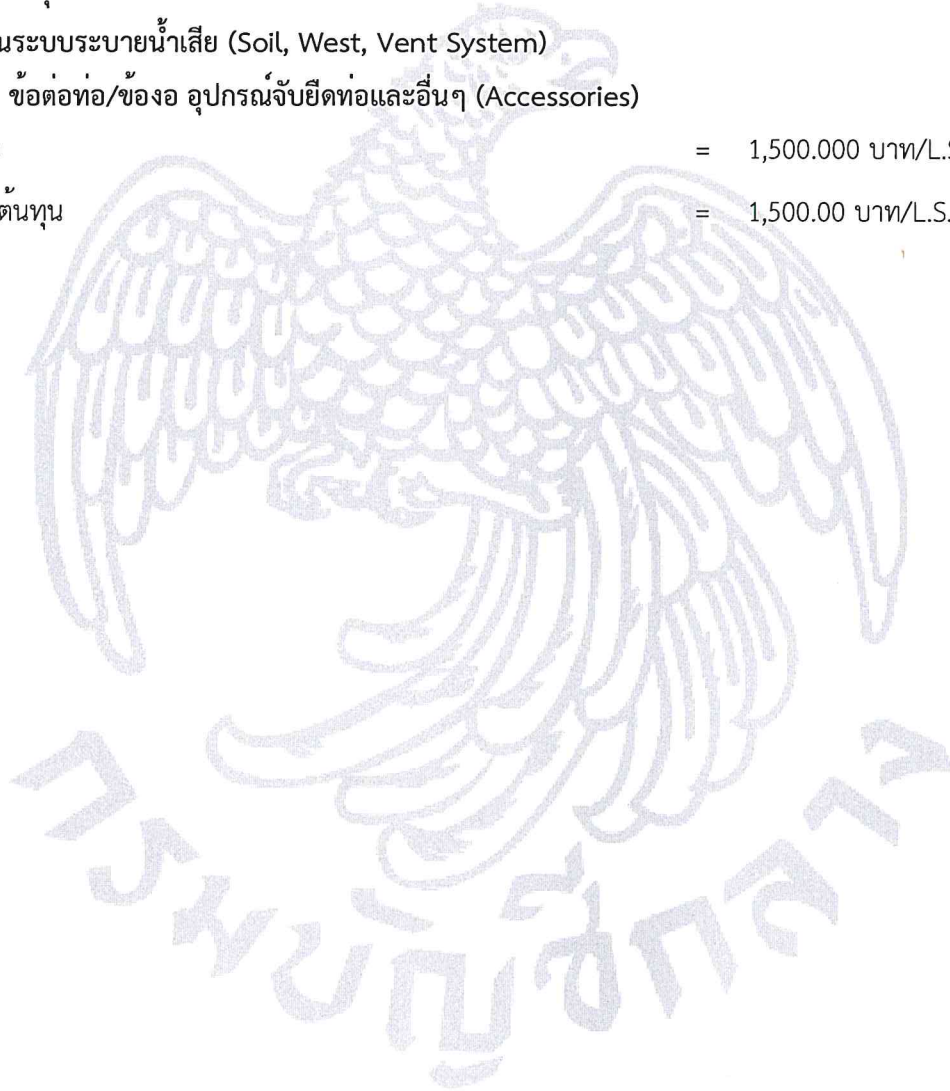 นระบบระบายน้ำเสีย (Soil, West, Vent System)
ข้อต่อท่อ/ข้องอ อุปกรณ์จับยึดท่อและอื่นๆ (Accessories)
= 1,500.000 บาท/L.S
ต้นทุน = 1,500.00 บาท/L.S.
กรมบัญชีกลาง